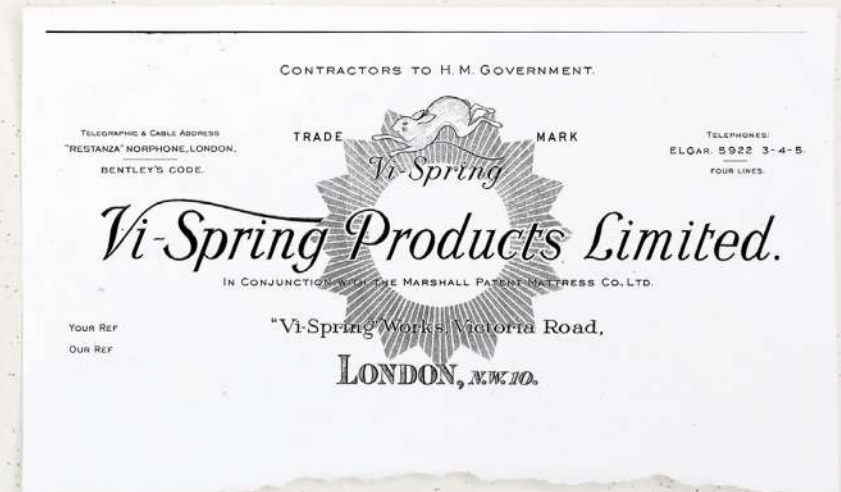 CONTRACTORS TO H. M. GOVERNMENT.
TELEGRAPHIC & CABLE ADDRESS
"RESTANZA" NORPHONE, LONDON.
BENTLEY'S CODE.
TRADE MARK
Vi-Spring
TELEPHONES:
ELGAR. 5922 3-4-5.
FOUR LINES.
Vi-Spring Products Limited.
IN CONJUNCTION WITH THE MARSHALL PATENT MATTRESS CO. LTD.
YOUR REF
OUR REF
"Vi-Spring" Works, Victoria Road,
LONDON, N.W.10.